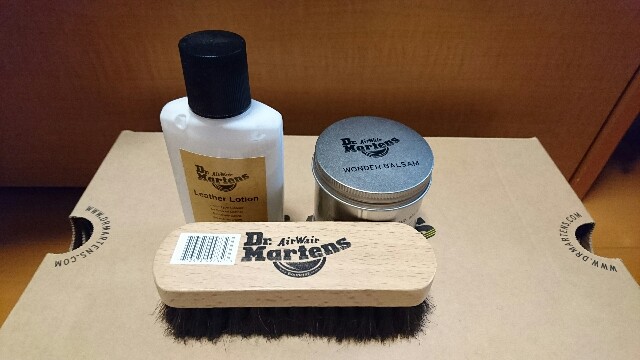 Dr. AirWair
Martens
Leather Lotion
Dr. AirWair
Martens
WONDER BALSAM
Dr. AirWair
Martens
WWW.DRMARTENS.COM
WWW.DRMARTENS.COM